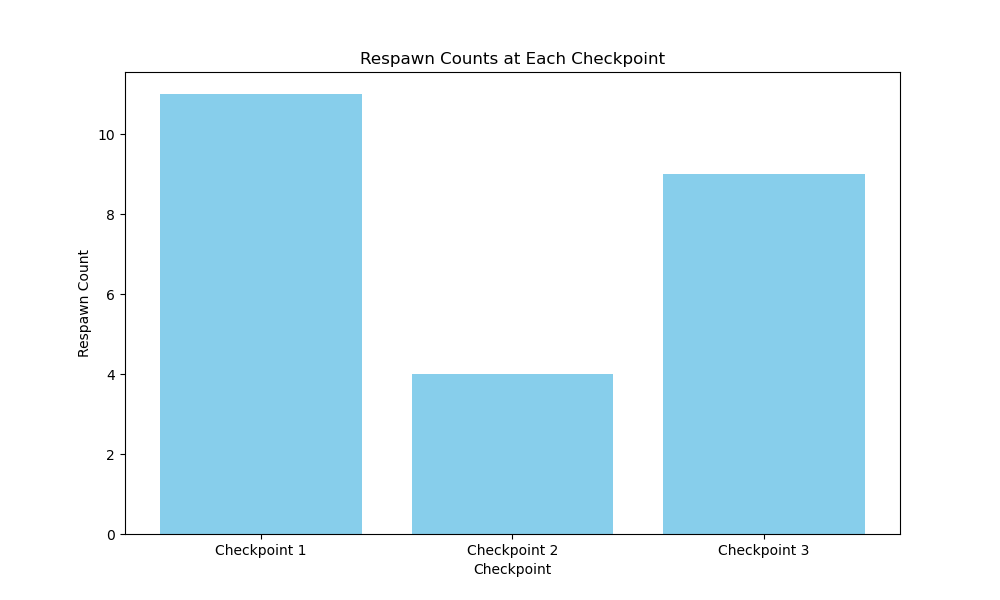 Respawn Counts at Each Checkpoint
Respawn Count
10
8
6
4
2
0
Checkpoint 1
Checkpoint 2
Checkpoint 3
Checkpoint